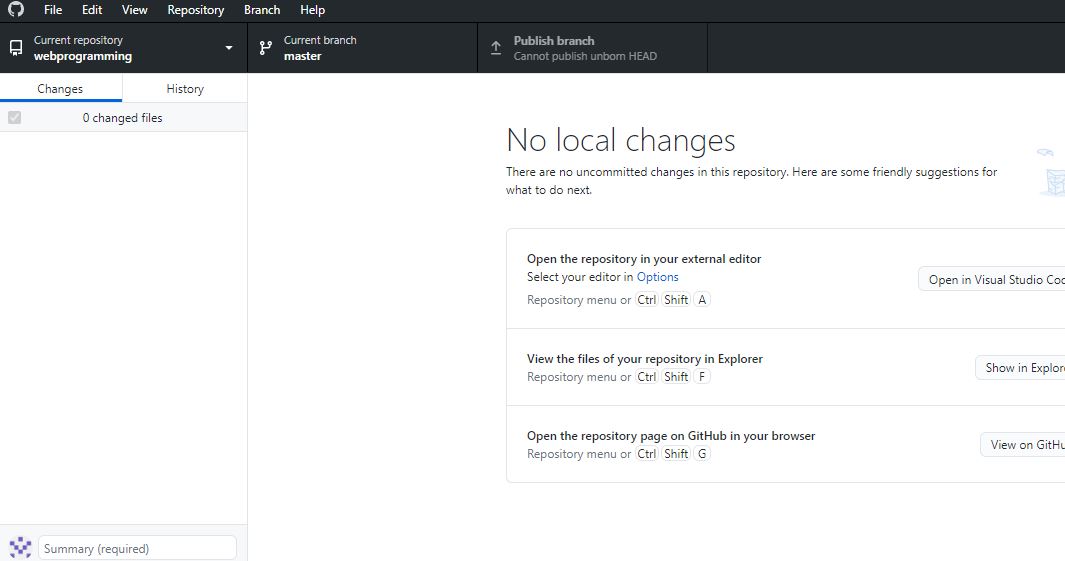 File Edit View Repository Branch Help
Current repository
webprogramming
Current branch
master
Publish branch
Cannot publish unborn HEAD
Changes
History
0 changed files
No local changes
There are no uncommitted changes in this repository. Here are some friendly suggestions for
what to do next.
Open the repository in your external editor
Select your editor in Options
Repository menu or Ctrl Shift A
Open in Visual Studio Coc
View the files of your repository in Explorer
Repository menu or Ctrl Shift F
Show in Explor
Open the repository page on GitHub in your browser
Repository menu or Ctrl Shift G
View on GitHu
Summary (required)